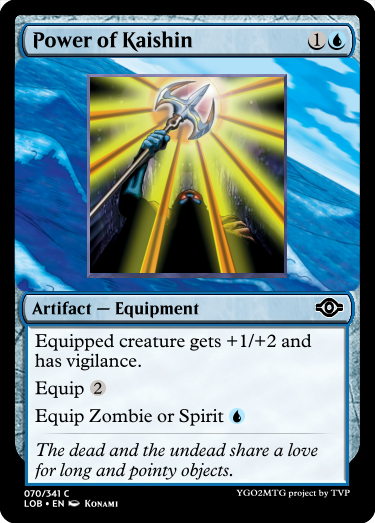 Power of Kaishin 1
Artifact — Equipment
Equipped creature gets +1/+2 and
has vigilance.
Equip 2
Equip Zombie or Spirit
The dead and the undead share a love
for long and pointy objects.
070/341 C
LOB • EN Konami
YGO2MTG project by TVP